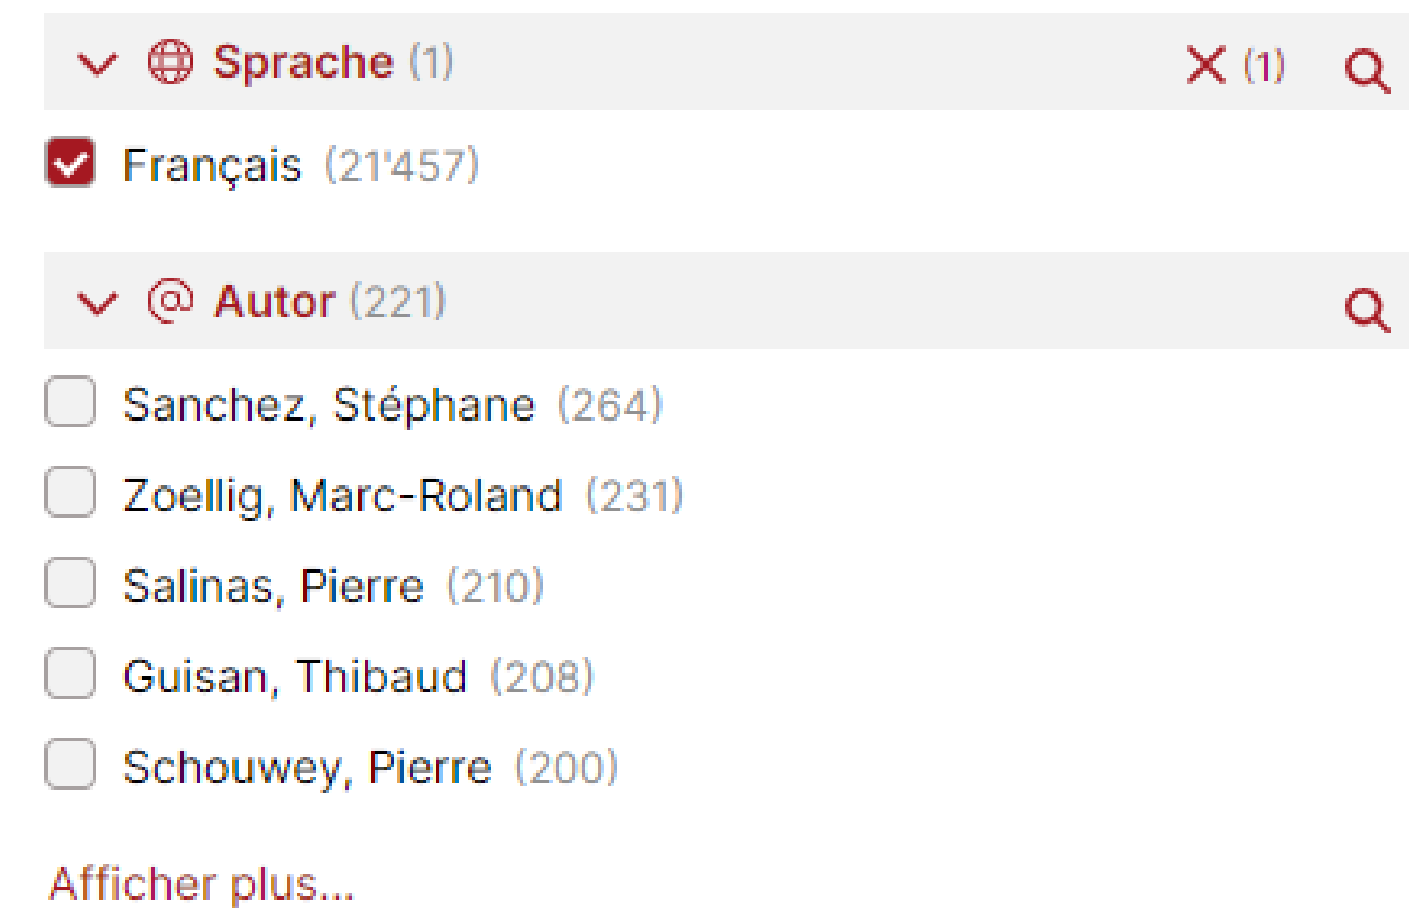 Sprache (1) (1)
Français (21'457)
Autor (221)
Sanchez, Stéphane (264)
Zoellig, Marc-Roland (231)
Salinas, Pierre (210)
Guisan, Thibaud (208)
Schouwey, Pierre (200)
Afficher plus...